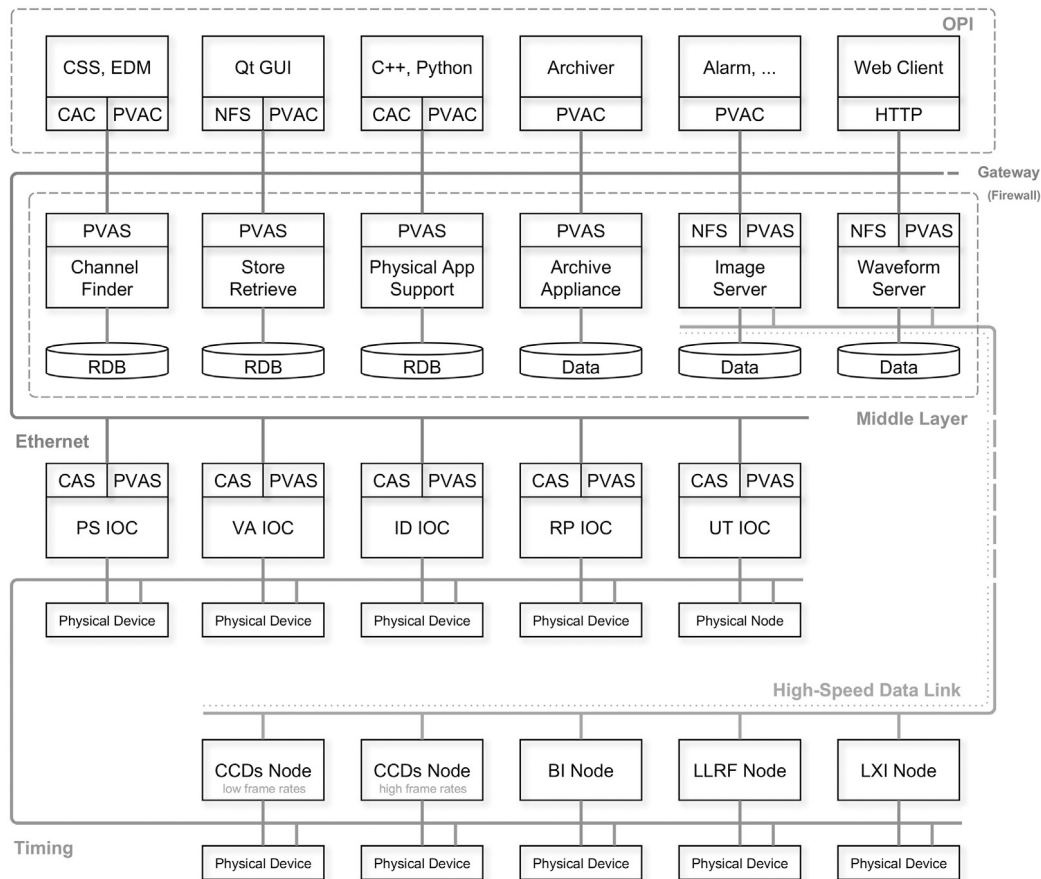 OPI
CSS, EDM
Qt GUI
C++, Python
Archiver
Alarm, ...
Web Client
CAC
PVAC
NFS
PVAC
CAC
PVAC
PVAC
PVAC
HTTP
Gateway
(Firewall)
PVAS
PVAS
PVAS
PVAS
NFS
PVAS
NFS
PVAS
Channel
Finder
Store
Retrieve
Physical App
Support
Archive
Appliance
Image
Server
Waveform
Server
RDB
RDB
RDB
Data
Data
Data
Middle Layer
Ethernet
CAS
PVAS
CAS
PVAS
CAS
PVAS
CAS
PVAS
CAS
PVAS
PS IOC
VA IOC
ID IOC
RP IOC
UT IOC
Physical Device
Physical Device
Physical Device
Physical Device
Physical Node
High-Speed Data Link
CCDs Node
low frame rates
CCDs Node
high frame rates
BI Node
LLRF Node
LXI Node
Timing
Physical Device
Physical Device
Physical Device
Physical Device
Physical Device